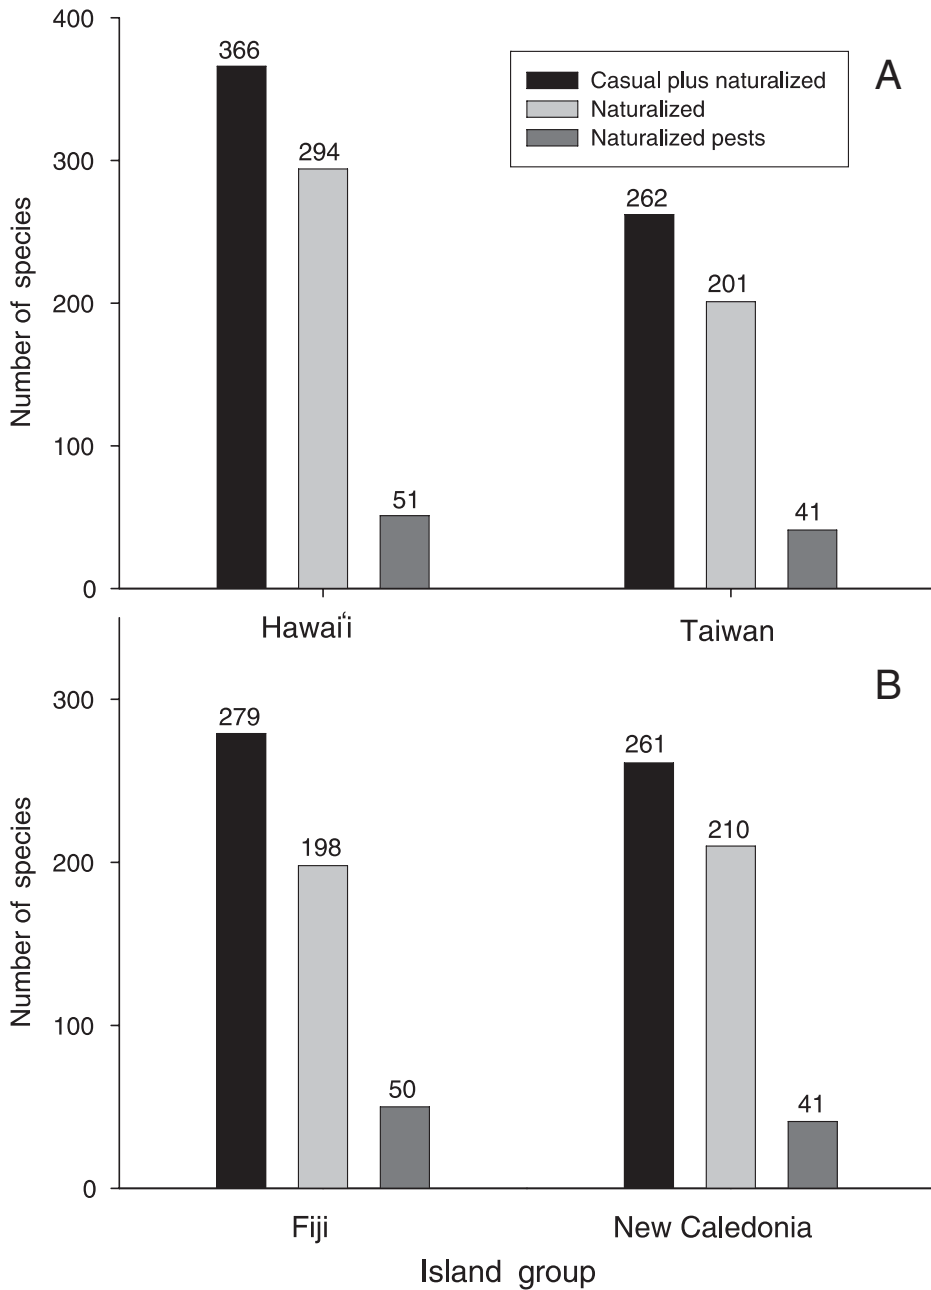 400
366
A
Casual plus naturalized
Naturalized
Naturalized pests
300
294
262
Number of species
200
201
100
51
41
0
Hawaiʻi
Taiwan
B
300
279
261
Number of species
200
198
210
100
50
41
0
Fiji
New Caledonia
Island group